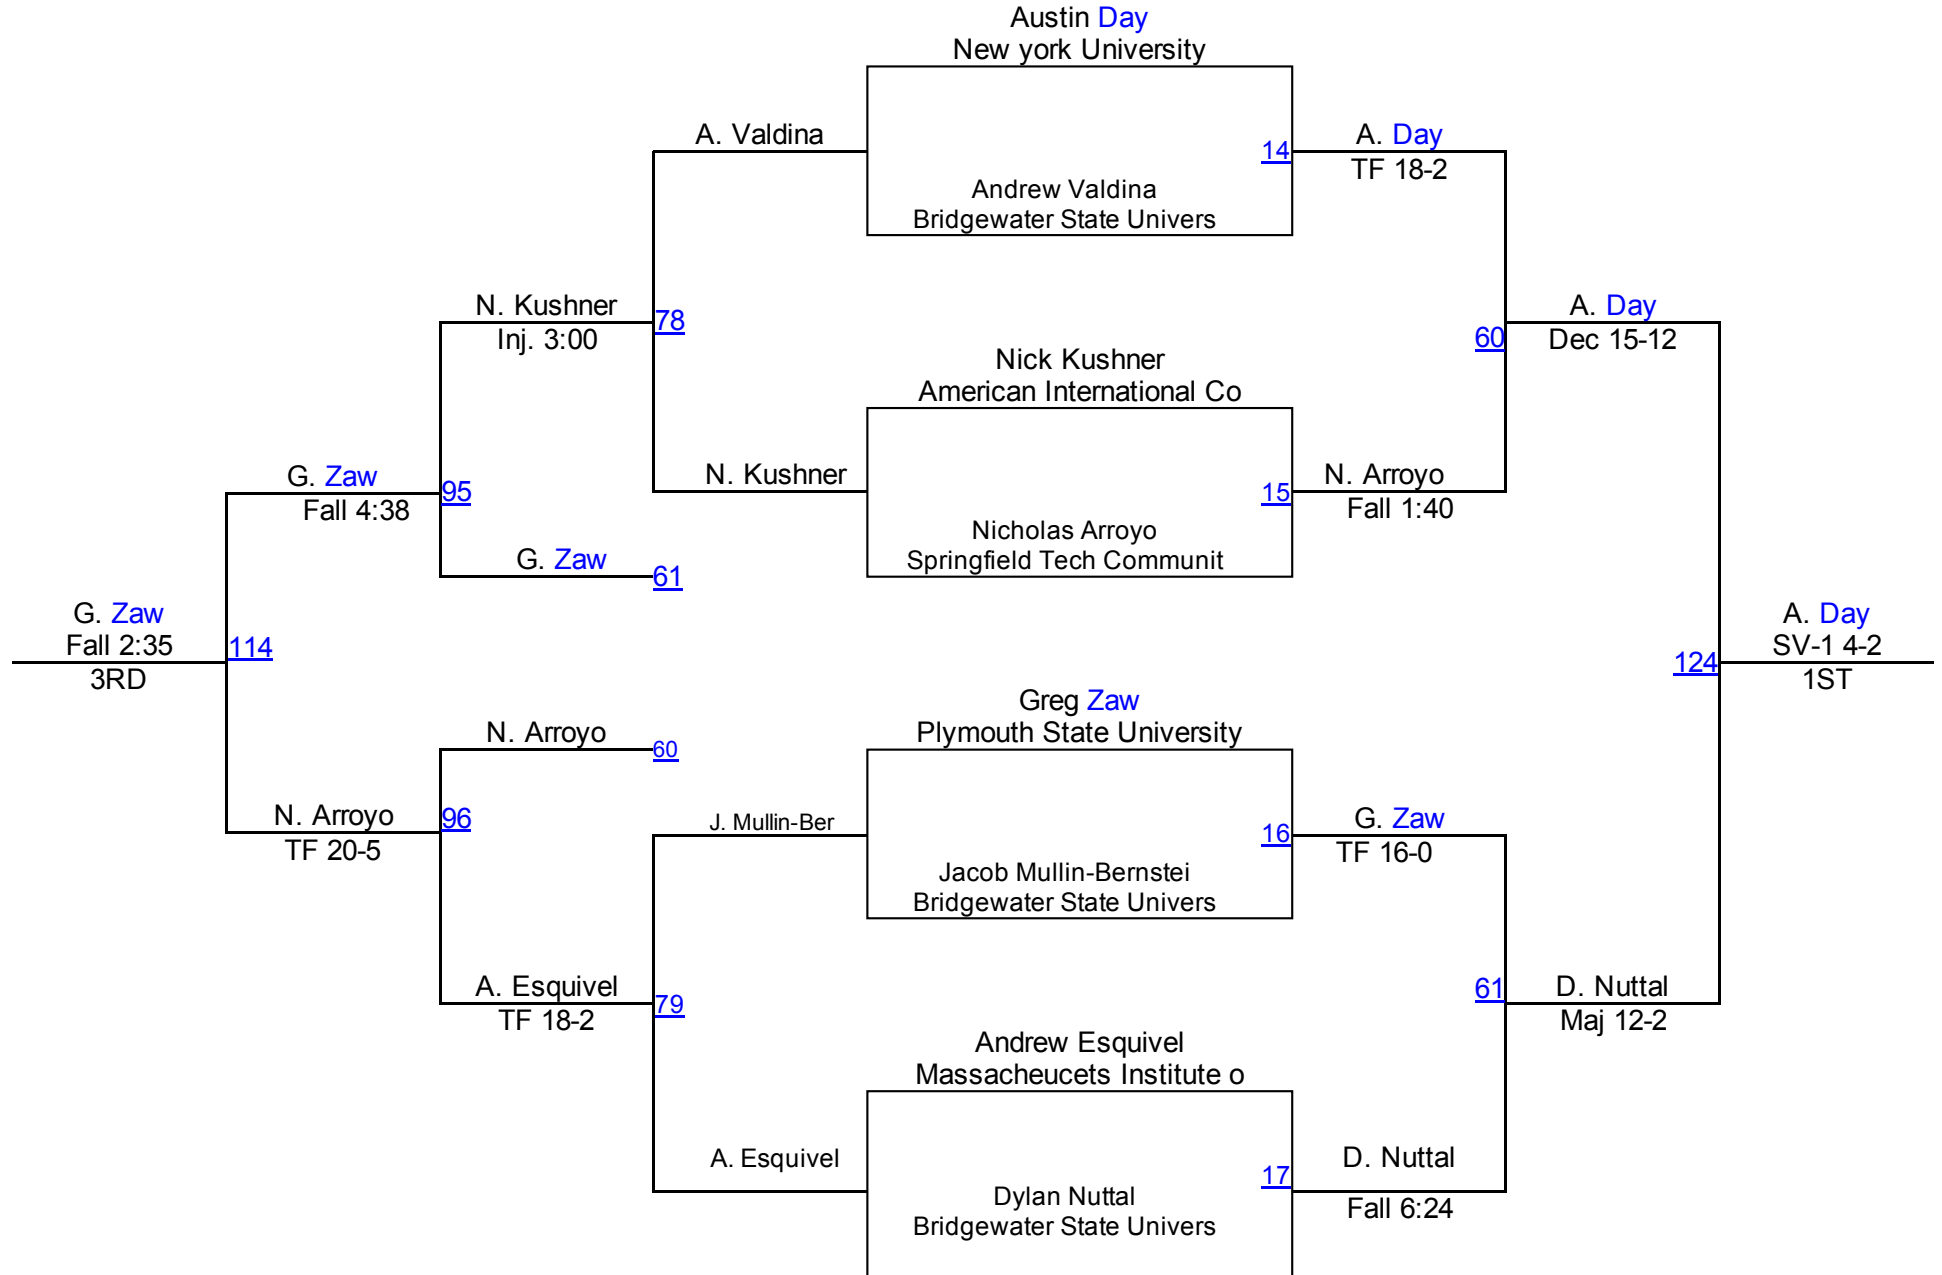 Austin Day
New york University
A. Valdina
14
A. Day
TF 18-2
Andrew Valdina
Bridgewater State Univers
N. Kushner
Inj. 3:00
78
A. Day
Dec 15-12
60
Nick Kushner
American International Co
G. Zaw
Fall 4:38
95
N. Kushner
15
N. Arroyo
Fall 1:40
Nicholas Arroyo
Springfield Tech Communit
G. Zaw
61
G. Zaw
Fall 2:35
3RD
114
A. Day
SV-1 4-2
1ST
124
Greg Zaw
Plymouth State University
N. Arroyo
60
N. Arroyo
TF 20-5
96
J. Mullin-Ber
16
G. Zaw
TF 16-0
Jacob Mullin-Bernstei
Bridgewater State Univers
A. Esquivel
TF 18-2
79
61
D. Nuttal
Maj 12-2
Andrew Esquivel
Massacheucets Institute o
A. Esquivel
17
D. Nuttal
Fall 6:24
Dylan Nuttal
Bridgewater State Univers